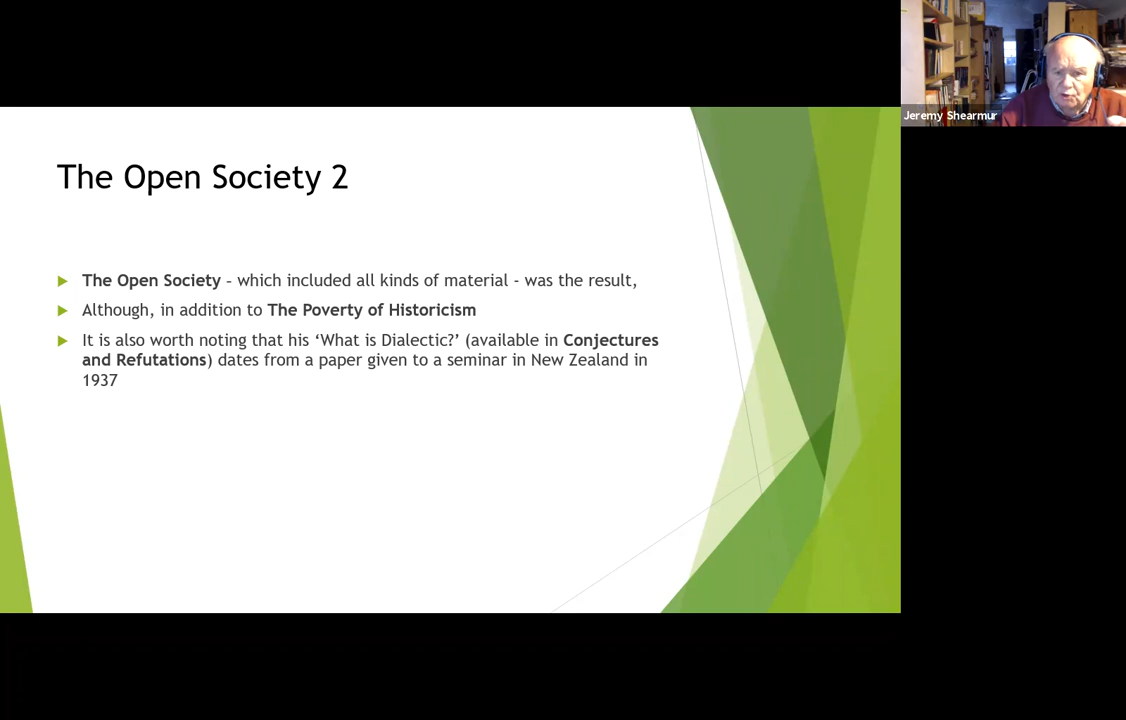 Jeremy Shearmur
The Open Society 2
The Open Society – which included all kinds of material - was the result,
Although, in addition to The Poverty of Historicism
It is also worth noting that his ‘What is Dialectic?’ (available in Conjectures
and Refutations) dates from a paper given to a seminar in New Zealand in
1937